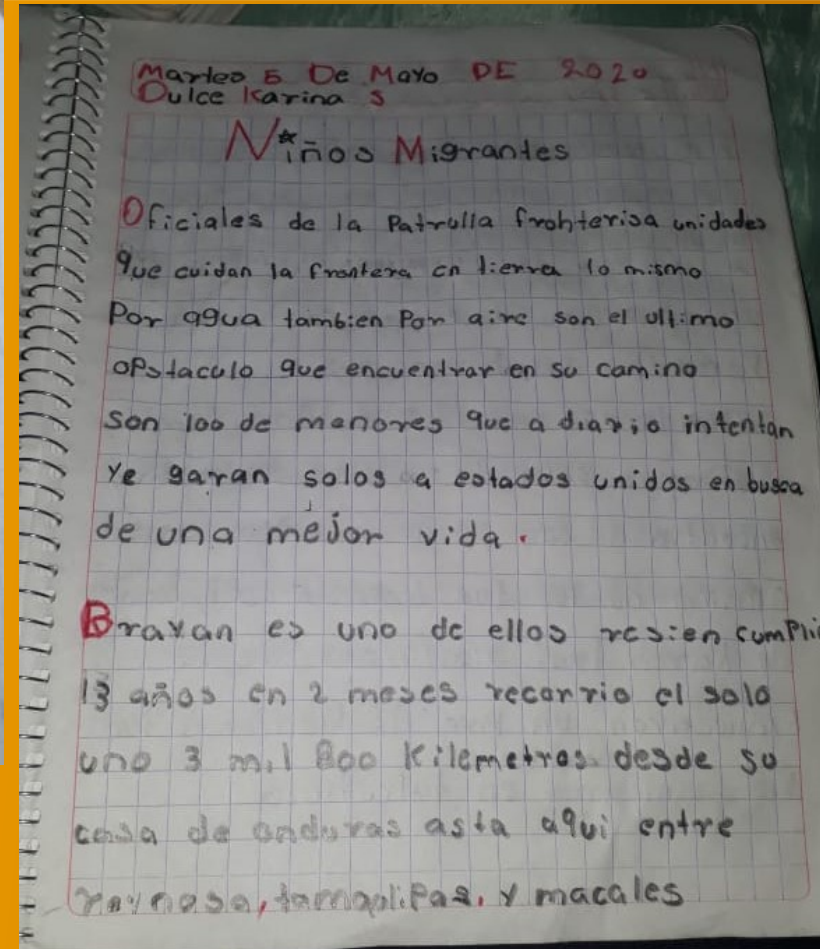 Martes 5 De Mayo DE 2020
Dulce Karina S
Niños Migrantes
Oficiales de la Patrulla fronterisa unidades
que cuidan la frontera en tierra lo mismo
Por agua tambien Por aire son el ultimo
opstaculo que encuentrar en su camino
son 100 de menores que a diario intentan
ye garan solos a estados unidos en busca
de una mejor vida.
Brayan es uno de ellos resien cumpli
13 años en 2 meses recorrio el solo
uno 3 mil 800 Kilemetros desde su
casa de onduras asta aqui entre
reynosa, tamaulipas, y macales